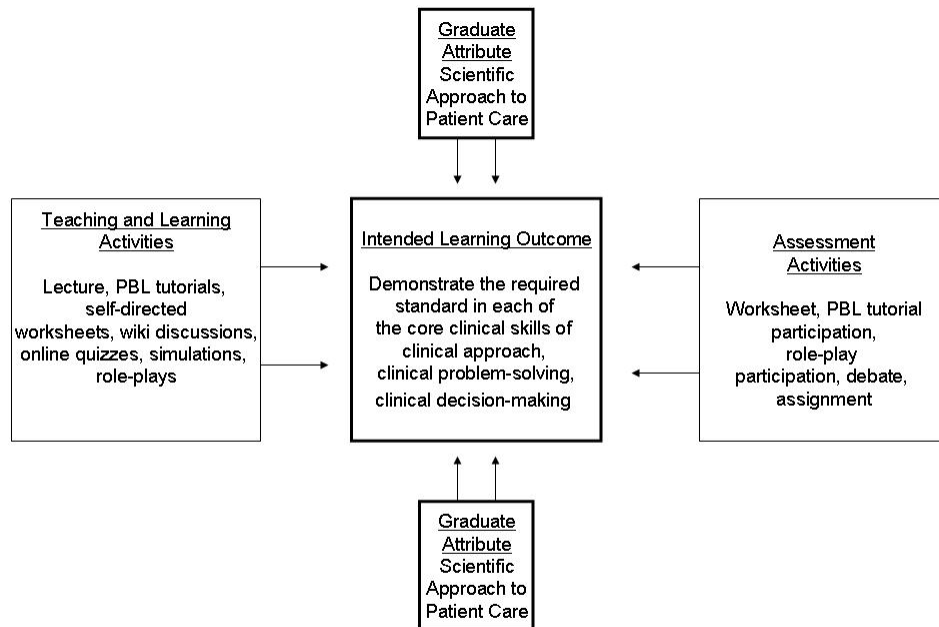 Graduate
Attribute
Scientific
Approach to
Patient Care
Teaching and Learning
Activities
Lecture, PBL tutorials,
self-directed
worksheets, wiki discussions,
online quizzes, simulations,
role-plays
Intended Learning Outcome
Demonstrate the required
standard in each of
the core clinical skills of
clinical approach,
clinical problem-solving,
clinical decision-making
Assessment
Activities
Worksheet, PBL tutorial
participation,
role-play
participation, debate,
assignment
Graduate
Attribute
Scientific
Approach to
Patient Care